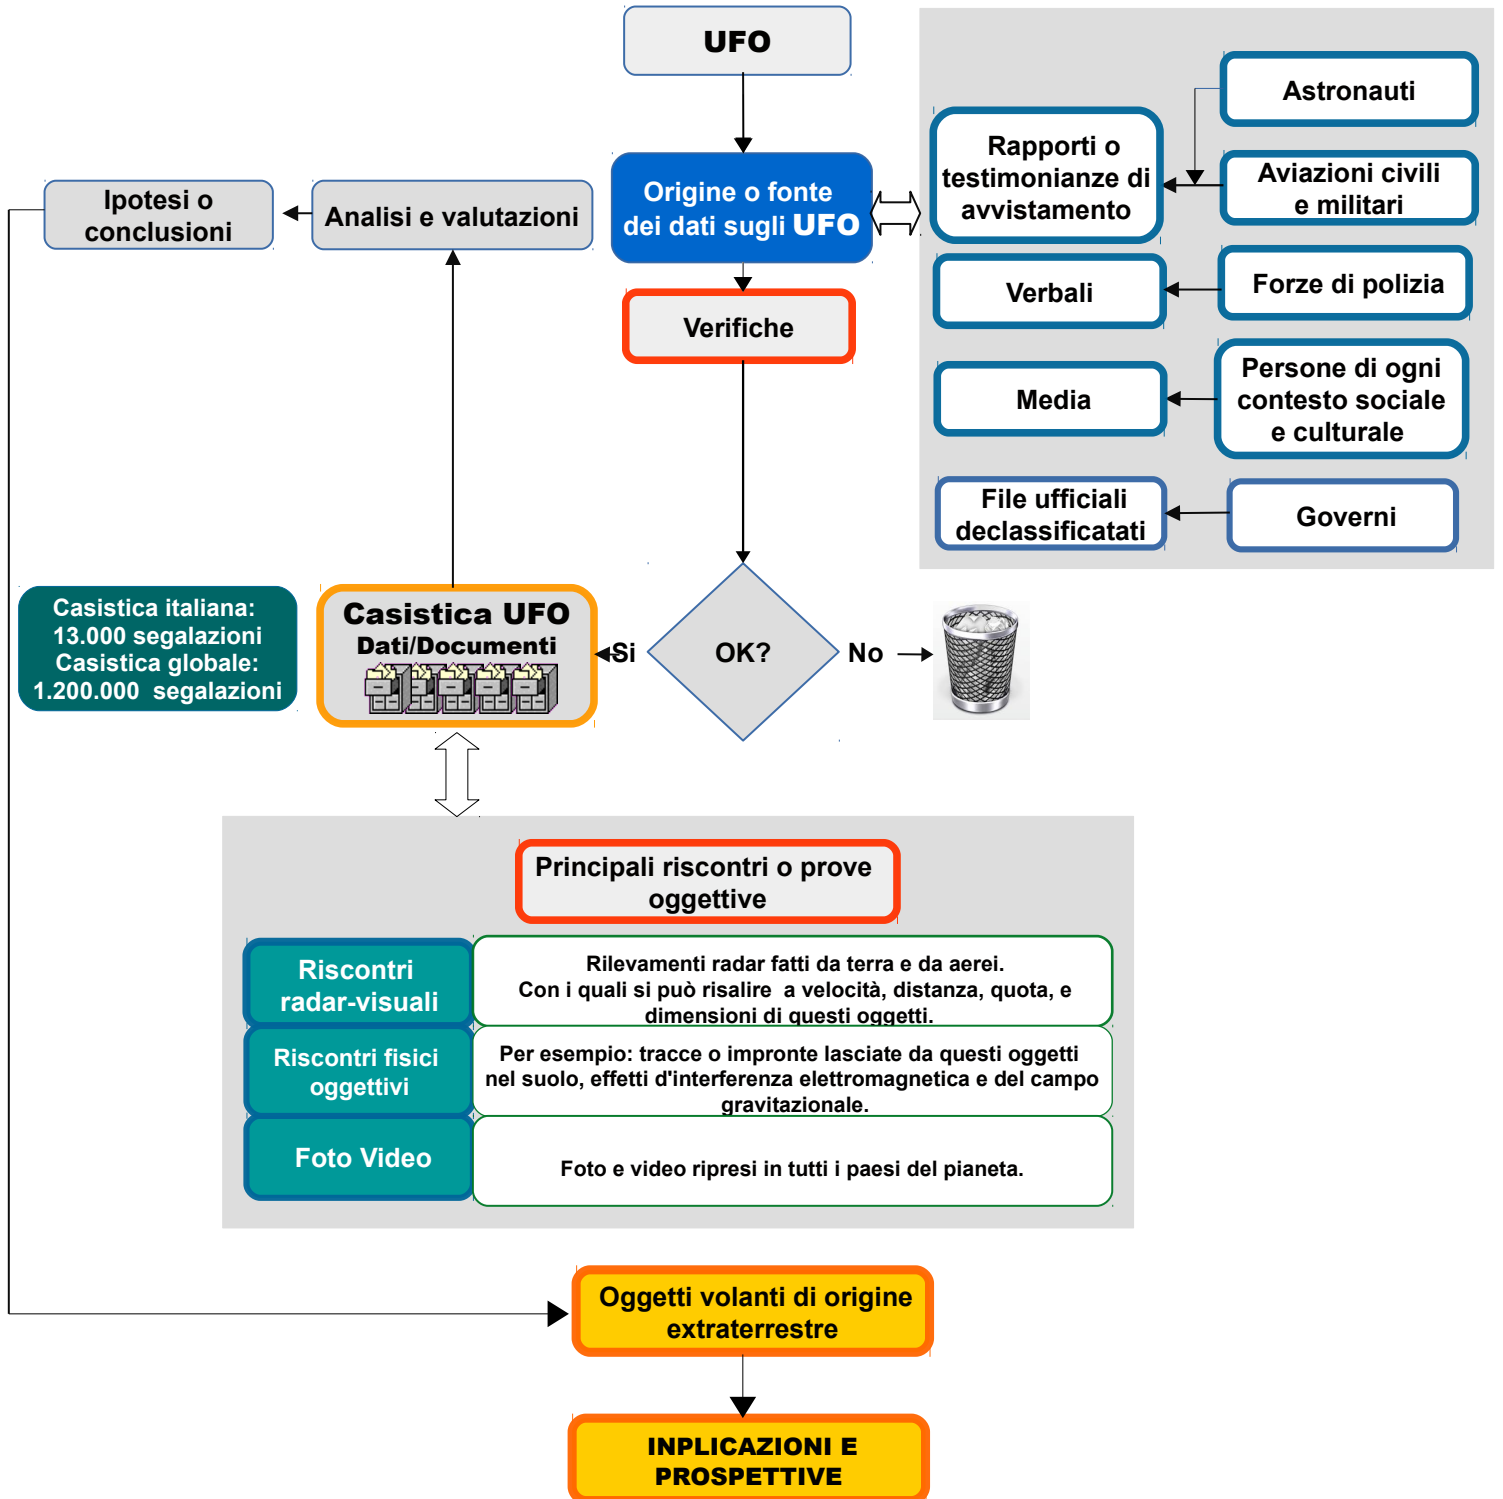 UFO
Origine o fonte
dei dati sugli UFO
Verifiche
Rapporti o
testimonianze di
avvistamento
Astronauti
Aviazioni civili
e militari
Verbali
Forze di polizia
Media
Persone di ogni
contesto sociale
e culturale
File ufficiali
declassificatati
Governi
Ipotesi o
conclusioni
Analisi e valutazioni
Casistica italiana:
13.000 segalazioni
Casistica globale:
1.200.000 segalazioni
Casistica UFO
Dati/Documenti
Si
OK?
No
Principali riscontri o prove
oggettive
Riscontri
radar-visuali
Rilevamenti radar fatti da terra e da aerei.
Con i quali si può risalire a velocità, distanza, quota, e
dimensioni di questi oggetti.
Riscontri fisici
oggettivi
Per esempio: tracce o impronte lasciate da questi oggetti
nel suolo, effetti d'interferenza elettromagnetica e del campo
gravitazionale.
Foto Video
Foto e video ripresi in tutti i paesi del pianeta.
Oggetti volanti di origine
extraterrestre
INPLICAZIONI E
PROSPETTIVE